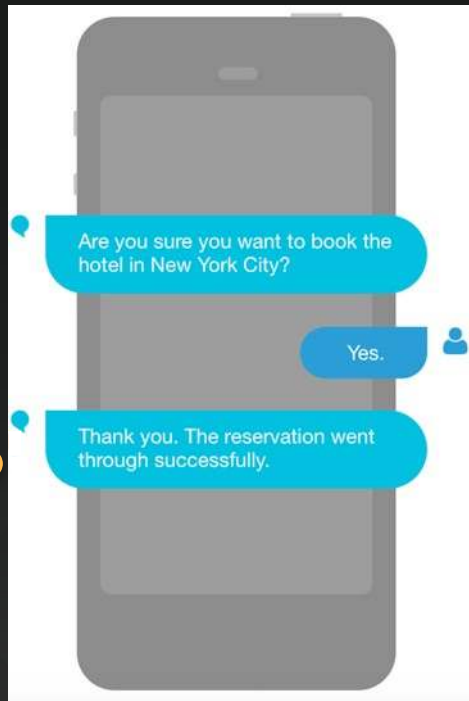 Are you sure you want to book the
hotel in New York City?
Yes.
Thank you. The reservation went
through successfully.